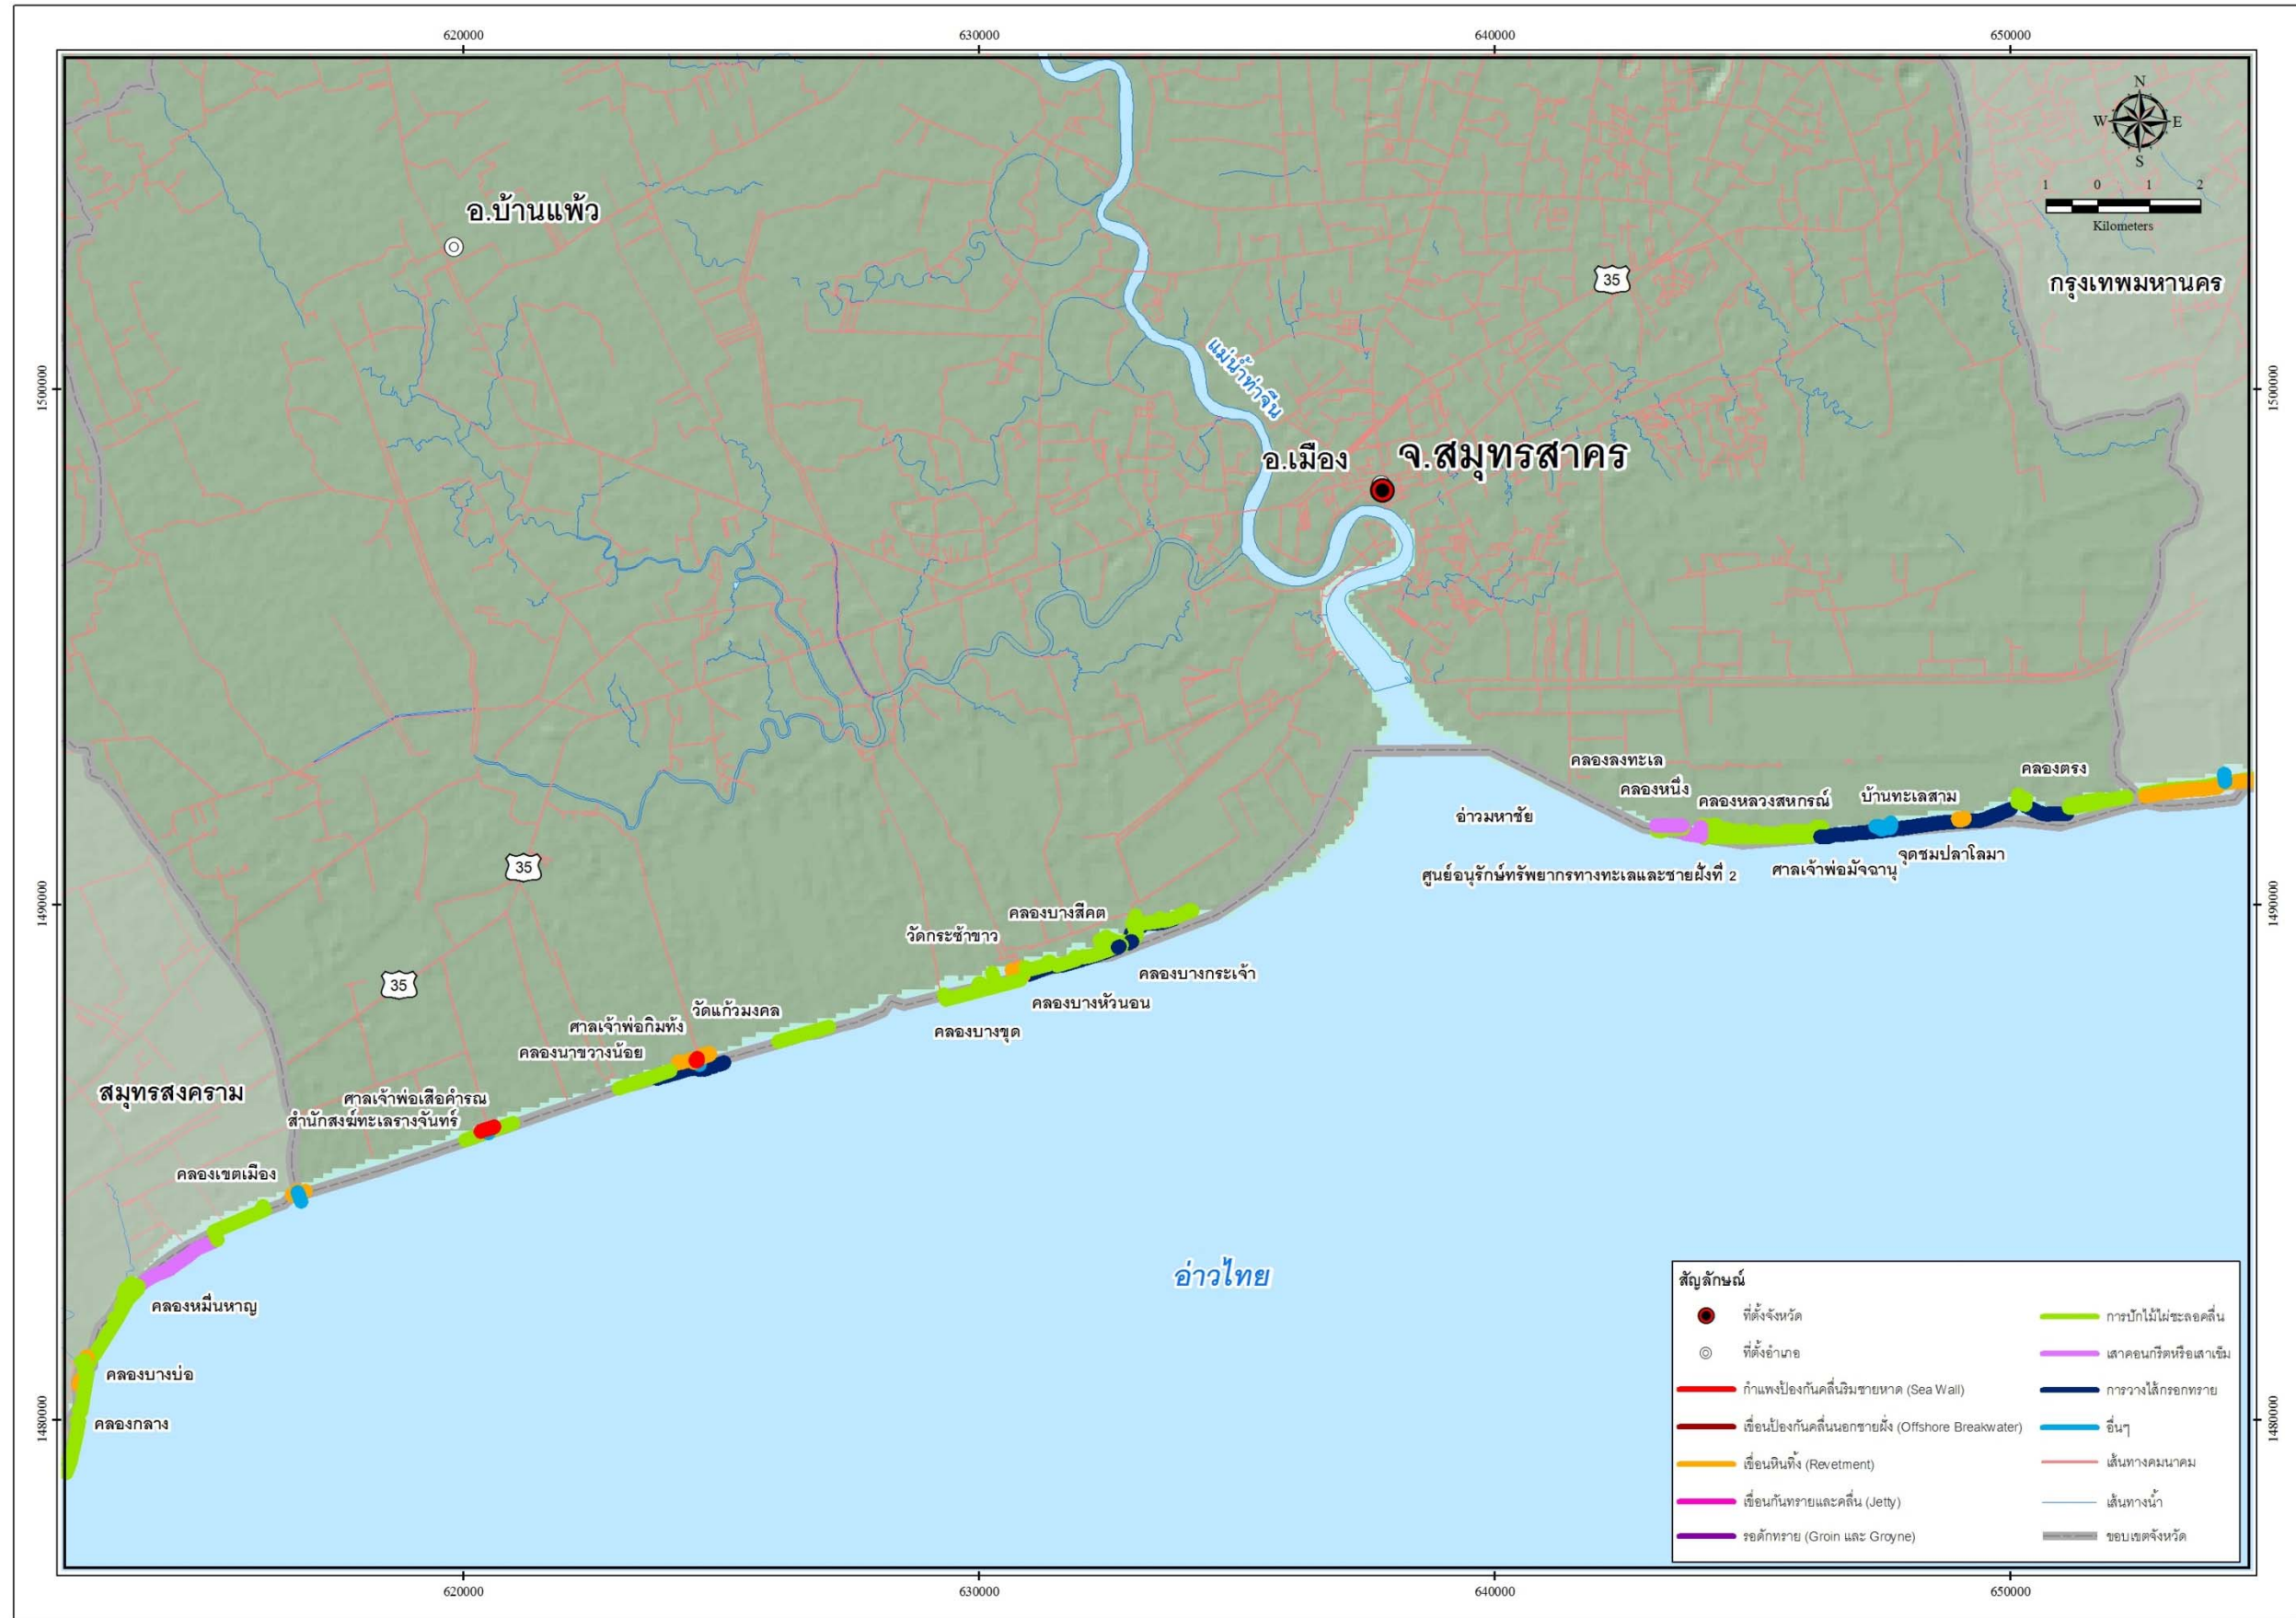 620000
630000
640000
650000
N
W
E
S
1 0 1 2
Kilometers
อ.บ้านแพ้ว
35
กรุงเทพมหานคร
แม่น้ำท่าจีน
1500000
1500000
อ.เมือง
จ.สมุทรสาคร
คลองลงทะเล
คลองหนึ่ง
คลองหลวงสหกรณ์
บ้านทะเลสาม
คลองตรง
อ่าวมหาชัย
ศูนย์อนุรักษ์ทรัพยากรทางทะเลและชายฝั่งที่ 2
ศาลเจ้าพ่อมัจฉานุ
จุดชมปลาโลมา
35
1490000
1490000
คลองบางสีคต
วัดกระซ้าขาว
คลองบางกระเจ้า
35
คลองบางหัวนอน
คลองบางขุด
วัดแก้วมงคล
ศาลเจ้าพ่อกิมทั้ง
คลองนาขวางน้อย
สมุทรสงคราม
ศาลเจ้าพ่อเสือคำรณ
สำนักสงฆ์ทะเลรางจันทร์
คลองเขตเมือง
คลองหมื่นหาญ
คลองบางบ่อ
คลองกลาง
อ่าวไทย
1480000
1480000
สัญลักษณ์
ที่ตั้งจังหวัด
ที่ตั้งอำเภอ
กำแพงป้องกันคลื่นริมชายหาด (Sea Wall)
เขื่อนป้องกันคลื่นนอกชายฝั่ง (Offshore Breakwater)
เขื่อนหินทิ้ง (Revetment)
เขื่อนกันทรายและคลื่น (Jetty)
รอดักทราย (Groin และ Groyne)
การปักไม้ไผ่ชะลอคลื่น
เสาคอนกรีตหรือเสาเข็ม
การวางไส้กรอกทราย
อื่นๆ
เส้นทางคมนาคม
เส้นทางน้ำ
ขอบเขตจังหวัด
620000
630000
640000
650000